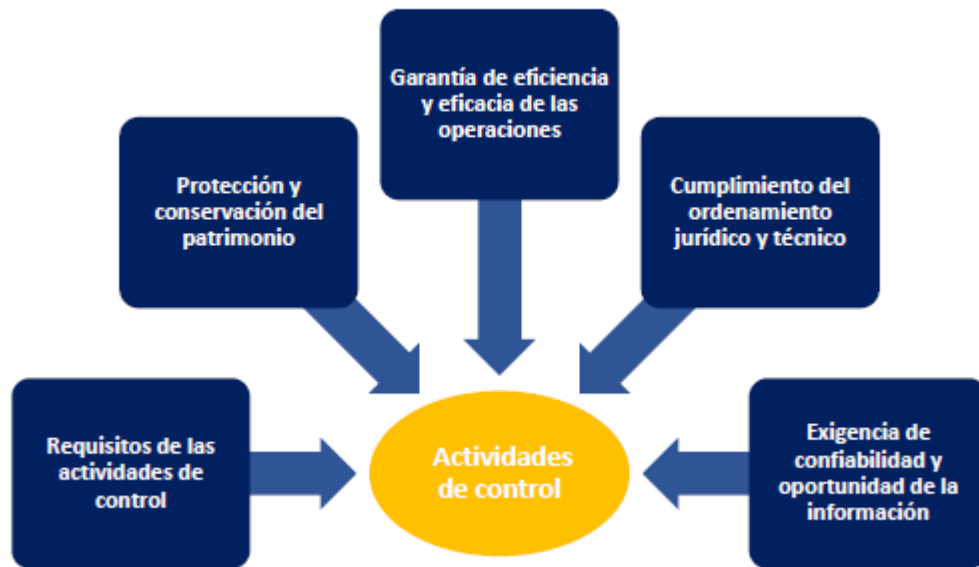 Garantía de eficiencia
y eficacia de las
operaciones
Protección y
conservación del
patrimonio
Cumplimiento del
ordenamiento
jurídico y técnico
Requisitos de las
actividades de
control
Actividades
de control
Exigencia de
confiabilidad y
oportunidad de la
información